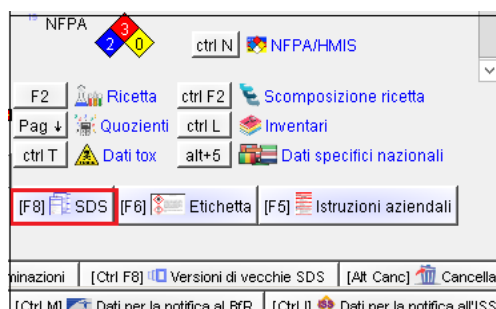 NFPA
3
2 0
ctrl N NFPA/HMIS
F2 Ricetta ctrl F2 Scomposizione ricetta
Pag ↓ Quozienti ctrl L Inventari
ctrl T Dati tox alt+5 Dati specifici nazionali
[F8] SDS [F6] Etichetta [F5] Istruzioni aziendali
[Ctrl F8] Versioni di vecchie SDS [Alt Canc] Cancella
[Ctrl M] Dati per la notifica al BfR [Ctrl I] ISS Dati per la notifica all'ISS